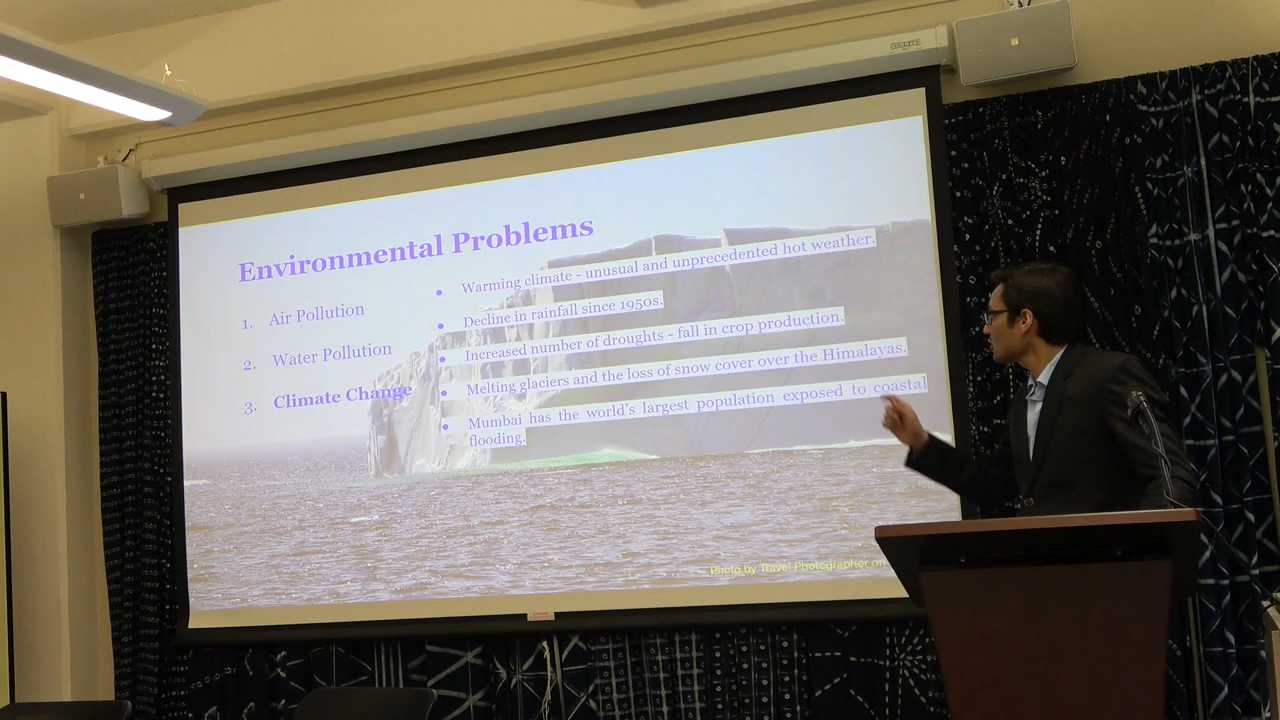 Environmental Problems
1. Air Pollution
2. Water Pollution
3. Climate Change
● Warming climate - unusual and unprecedented hot weather.
● Decline in rainfall since 1950s.
● Increased number of droughts - fall in crop production.
● Melting glaciers and the loss of snow cover over the Himalayas.
● Mumbai has the world's largest population exposed to coastal
flooding.
Photo by Travel Photographer on